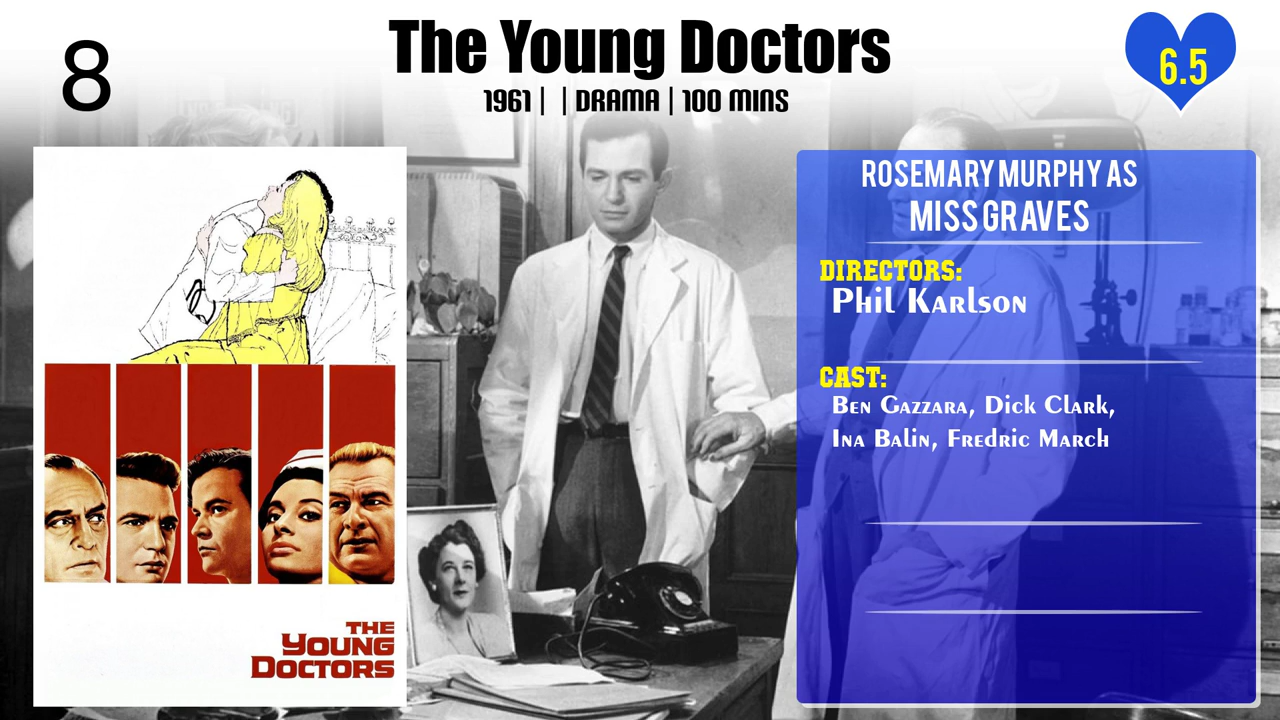 8
The Young Doctors
1961 | | DRAMA | 100 MINS
6.5
ROSEMARY MURPHY AS
MISS GRAVES
DIRECTORS:
Phil Karlson
CAST:
Ben Gazzara, Dick Clark,
Ina Balin, Fredric March
THE
YOUNG
DOCTORS